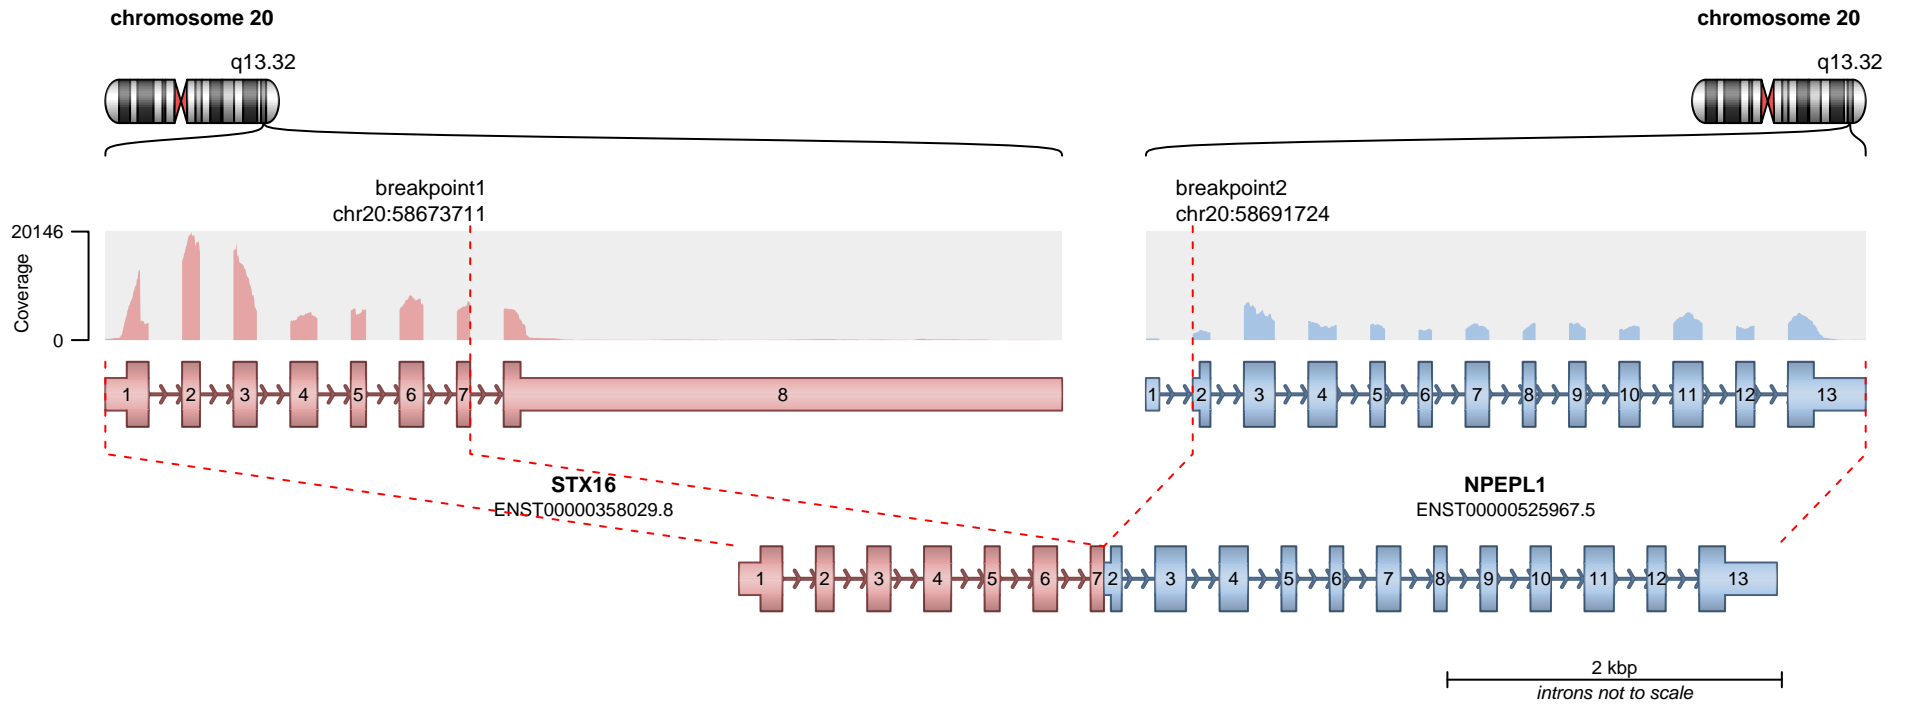 chromosome 20
chromosome 20
q13.32
q13.32
breakpoint1
chr20:58673711
breakpoint2
chr20:58691724
20146
Coverage
0
1 2 3 4 5 6 7 8
1 2 3 4 5 6 7 8 9 10 11 12 13
STX16
ENST00000358029.8
NPEPL1
ENST00000525967.5
1 2 3 4 5 6 7 2 3 4 5 6 7 8 9 10 11 12 13
2 kbp
introns not to scale